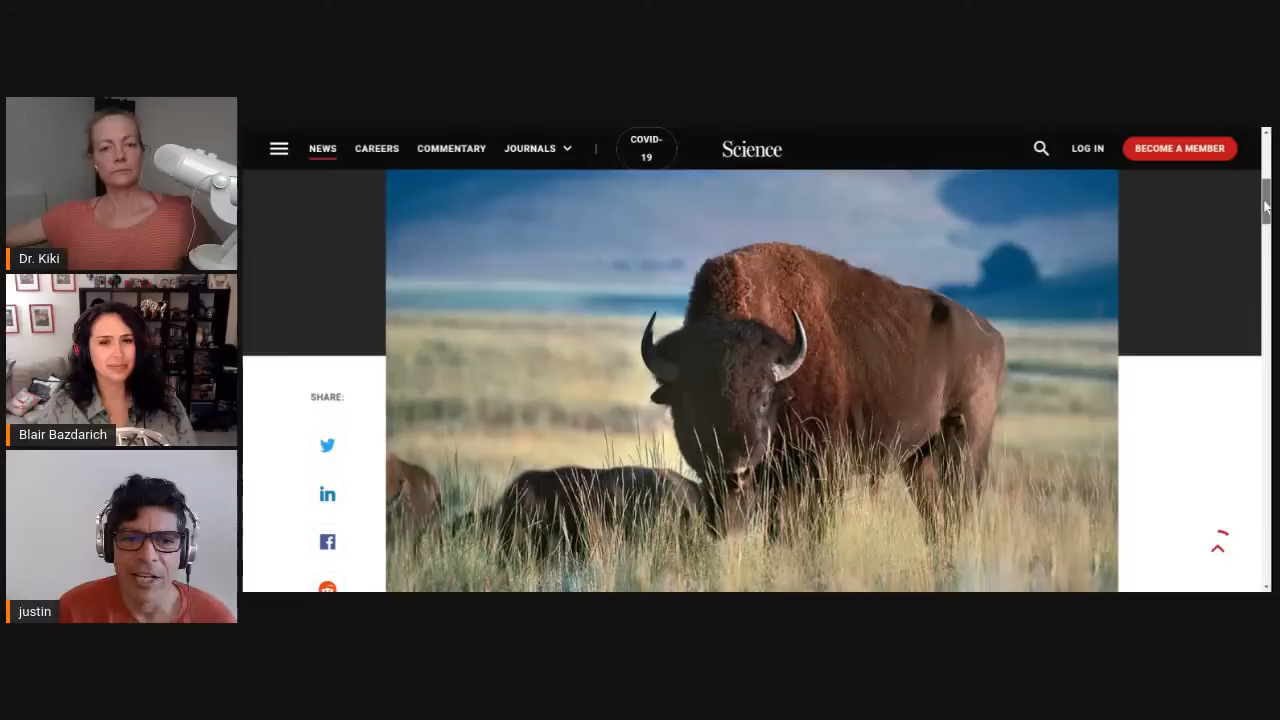 Dr. Kiki
Blair Bazdarich
justin
NEWS CAREERS COMMENTARY JOURNALS | COVID-
19
Science
LOG IN BECOME A MEMBER
SHARE: